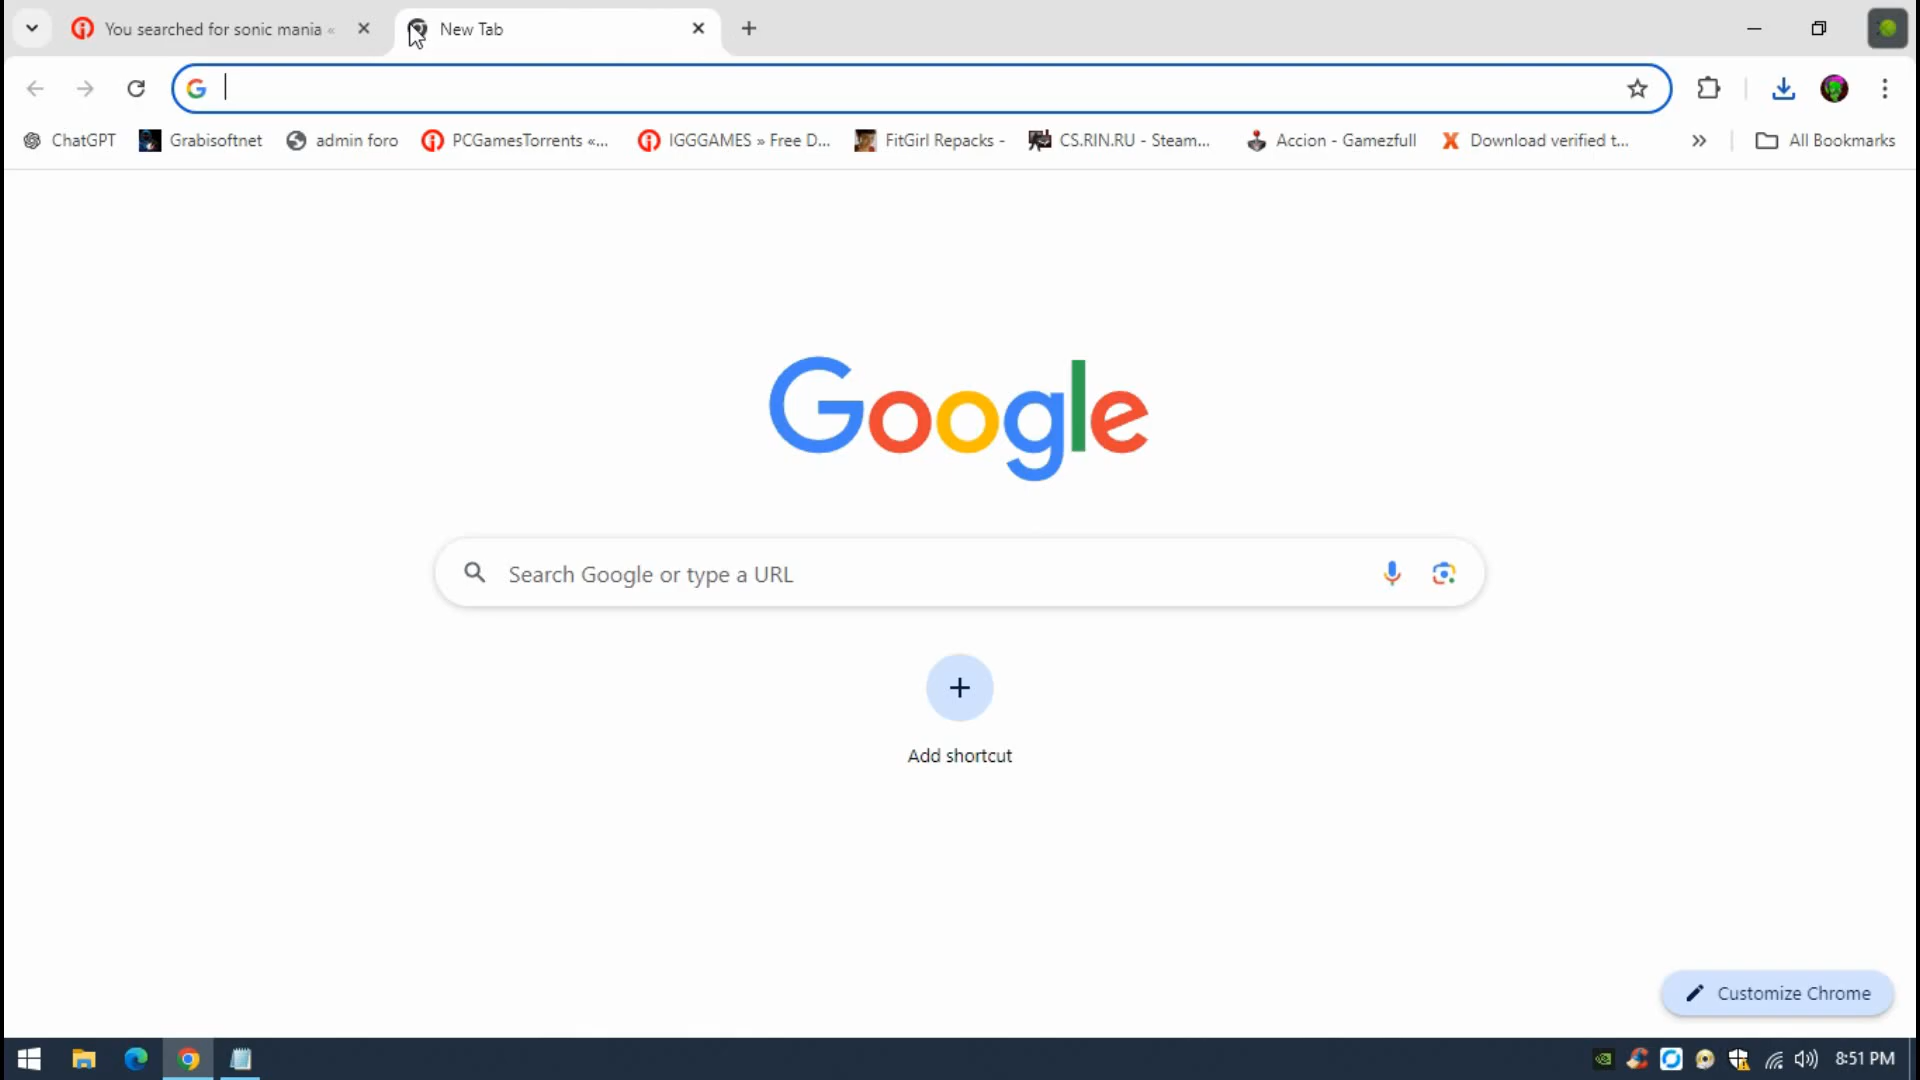 You searched for sonic mania «
New Tab
ChatGPT
Grabisoftnet
admin foro
PCGamesTorrents «...
IGGGAMES » Free D...
FitGirl Repacks -
CS.RIN.RU - Steam...
Accion - Gamezfull
Download verified t...
All Bookmarks
Google
Search Google or type a URL
Add shortcut
Customize Chrome
8:51 PM